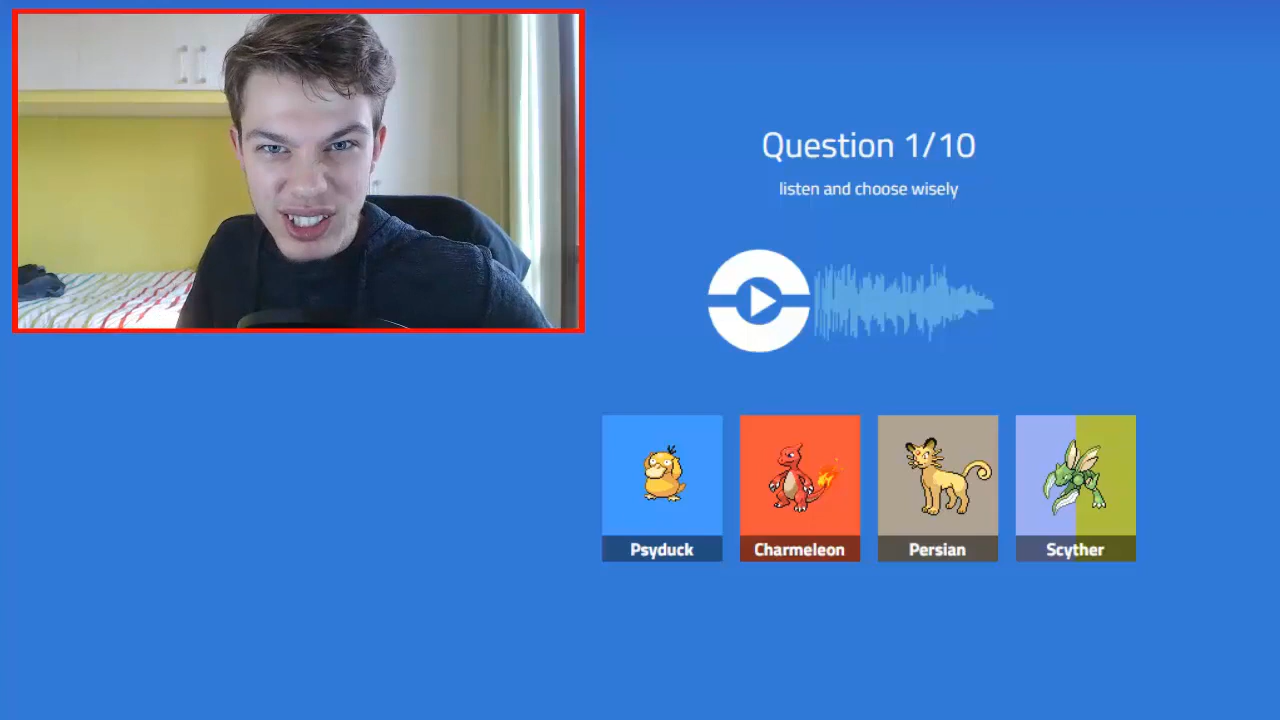 Question 1/10
listen and choose wisely
Psyduck
Charmeleon
Persian
Scyther